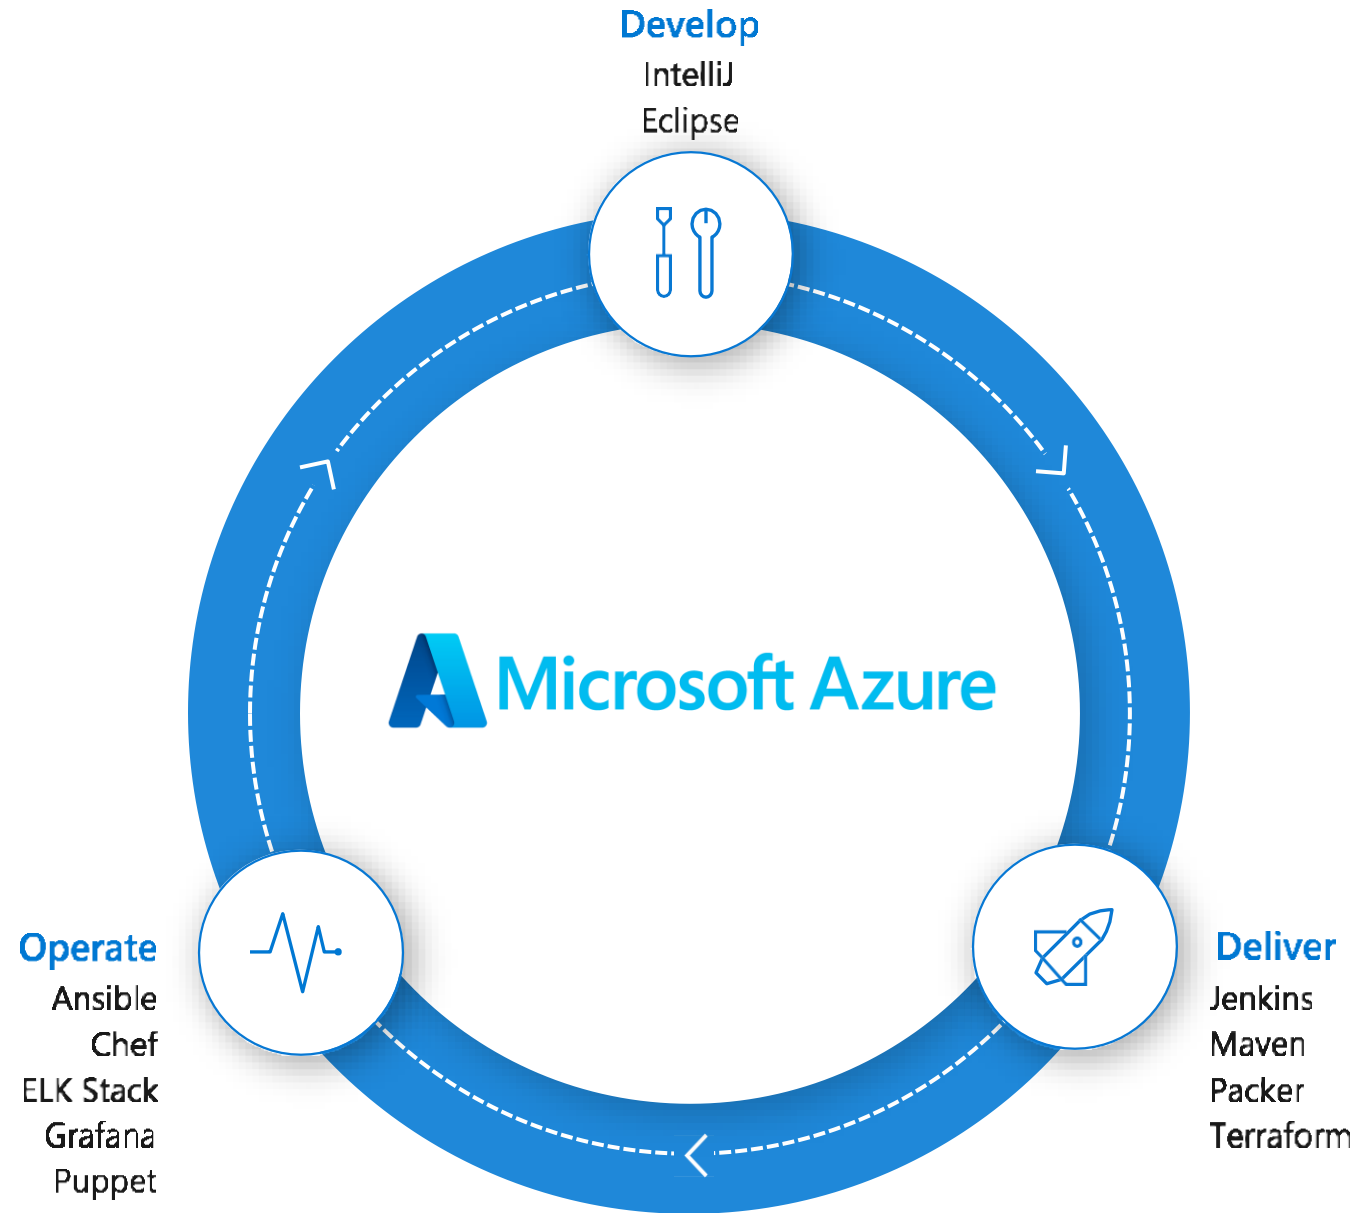 Develop
IntelliJ
Eclipse
Microsoft Azure
Operate
Ansible
Chef
ELK Stack
Grafana
Puppet
Deliver
Jenkins
Maven
Packer
Terraform